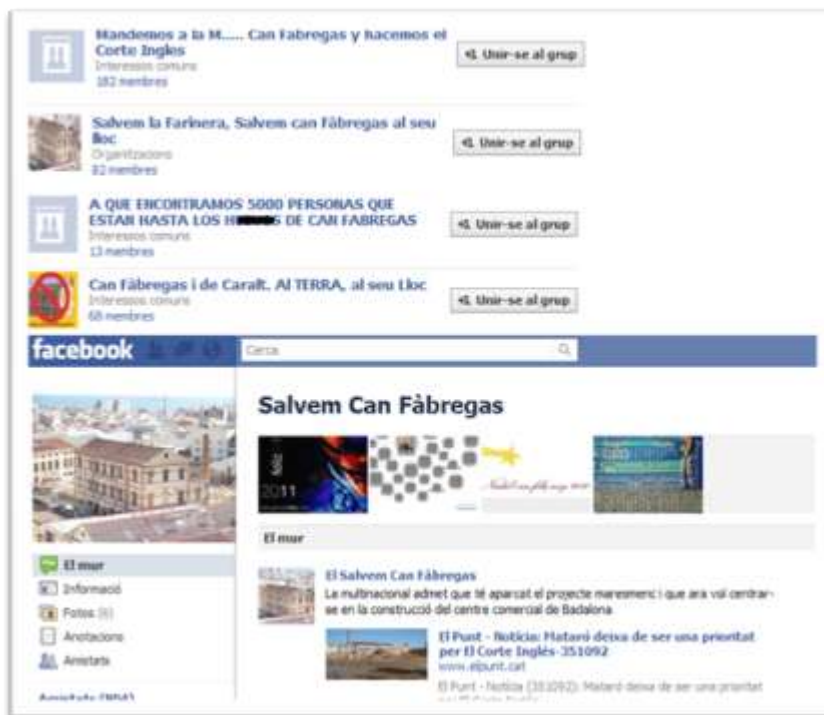 Mandemos a la M..... Can Fabregas y hacemos el
Corte Ingles
Interessos comuns
182 membres
Unir-se al grup
Salvem la Farinera, Salvem can Fàbregas al seu
lloc
Organitzacions
82 membres
Unir-se al grup
A QUE ENCONTRAMOS 5000 PERSONAS QUE
ESTAN HASTA LOS H S DE CAN FABREGAS
Interessos comuns
13 membres
Unir-se al grup
Can Fàbregas i de Caralt. Al TERRA, al seu Lloc
Interessos comuns
68 membres
Unir-se al grup
facebook
Cerca
Salvem Can Fàbregas
2011
El mur
El mur
Informació
Fotos (6)
Anotacions
Amistats
El Salvem Can Fàbregas
La multinacional admet que té aparcat el projecte maresmenc i que ara vol centrar-
se en la construcció del centre comercial de Badalona
El Punt - Notícia: Mataró deixa de ser una prioritat
per El Corte Inglés-351092
www.elpunt.cat
El Punt - Notícia (351092): Mataró deixa de ser una prioritat